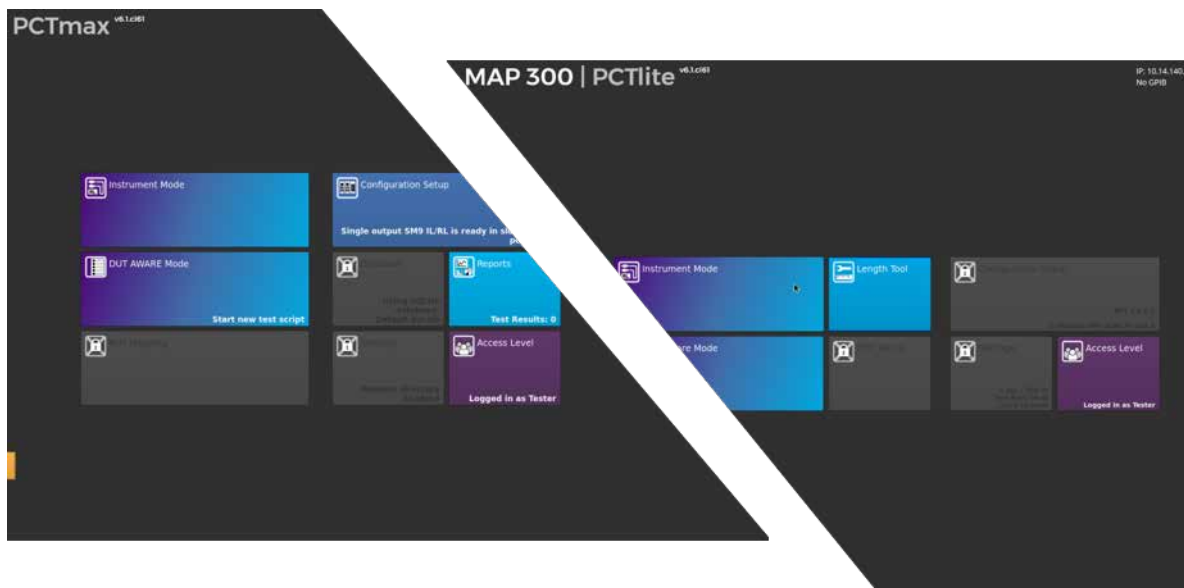 PCTmax v6.1.ci61
Instrument Mode
Configuration Setup
Single output SM9 IL/RL is ready in
DUT AWARE Mode
Start new test script
Reports
Test Results: 0
Access Level
Logged in as Tester
MAP 300 | PCTlite v6.1.ci61
IP: 10.14.140.
No GPIB
Instrument Mode
Length Tool
Mode
Access Level
Logged in as Tester